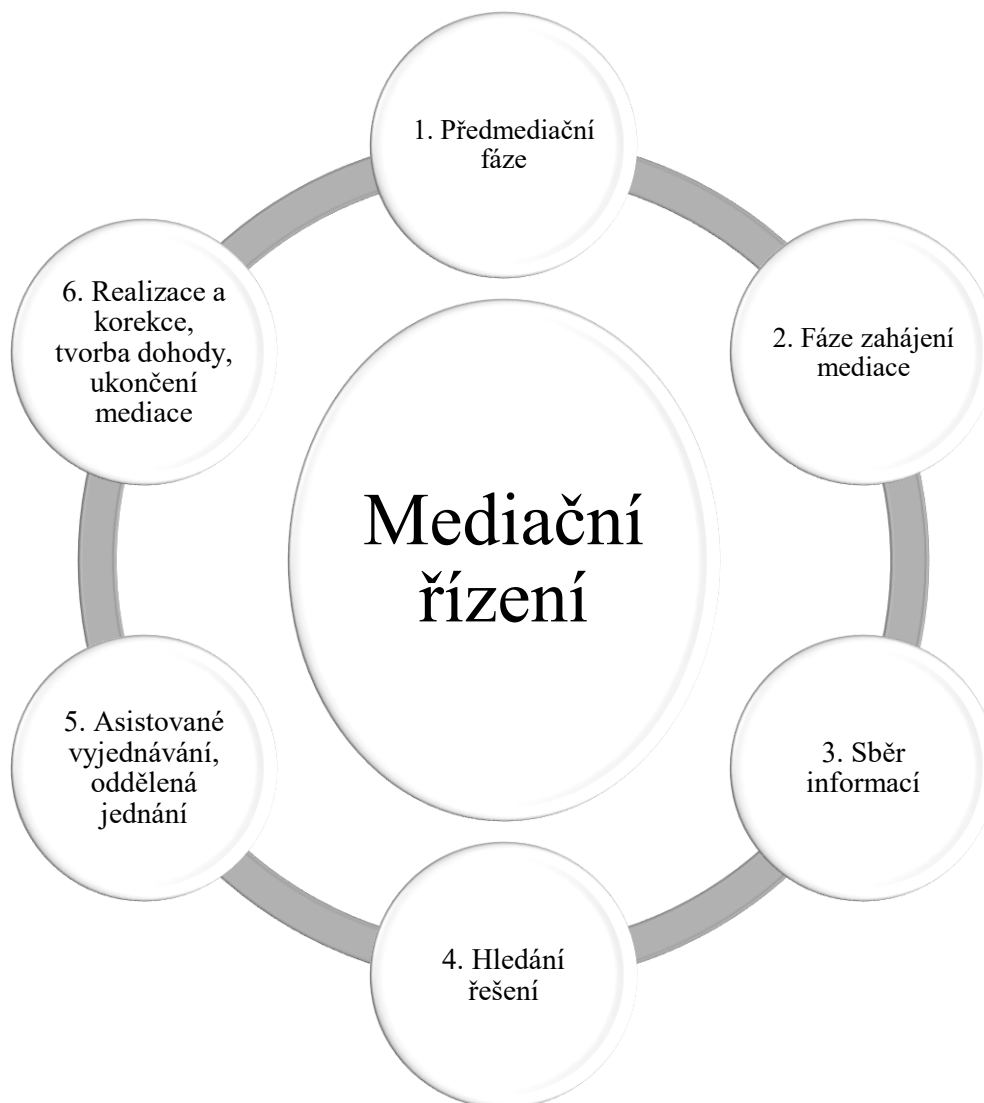 1. Předmediační
fáze
2. Fáze zahájení
mediace
3. Sběr
informací
4. Hledání
řešení
5. Asistované
vyjednávání,
oddělená
jednání
6. Realizace a
korekce,
tvorba dohody,
ukončení
mediace
Mediační
řízení